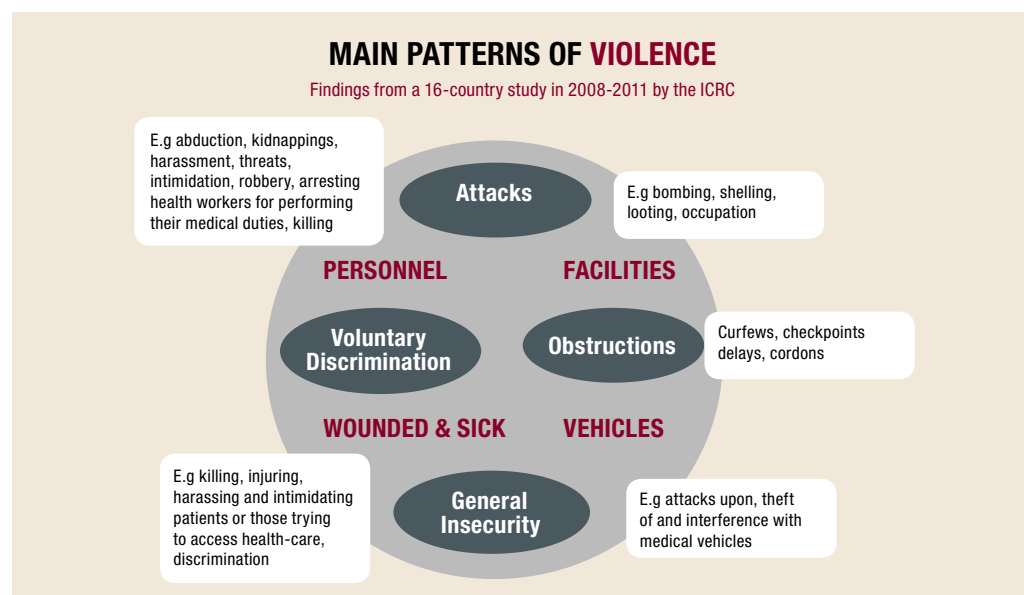 MAIN PATTERNS OF VIOLENCE
Findings from a 16-country study in 2008-2011 by the ICRC
E.g abduction, kidnappings,
harassment, threats,
intimidation, robbery, arresting
health workers for performing
their medical duties, killing
Attacks
E.g bombing, shelling,
looting, occupation
PERSONNEL
FACILITIES
Voluntary
Discrimination
Obstructions
Curfews, checkpoints
delays, cordons
WOUNDED & SICK
VEHICLES
E.g killing, injuring,
harassing and intimidating
patients or those trying
to access health-care,
discrimination
General
Insecurity
E.g attacks upon, theft
of and interference with
medical vehicles